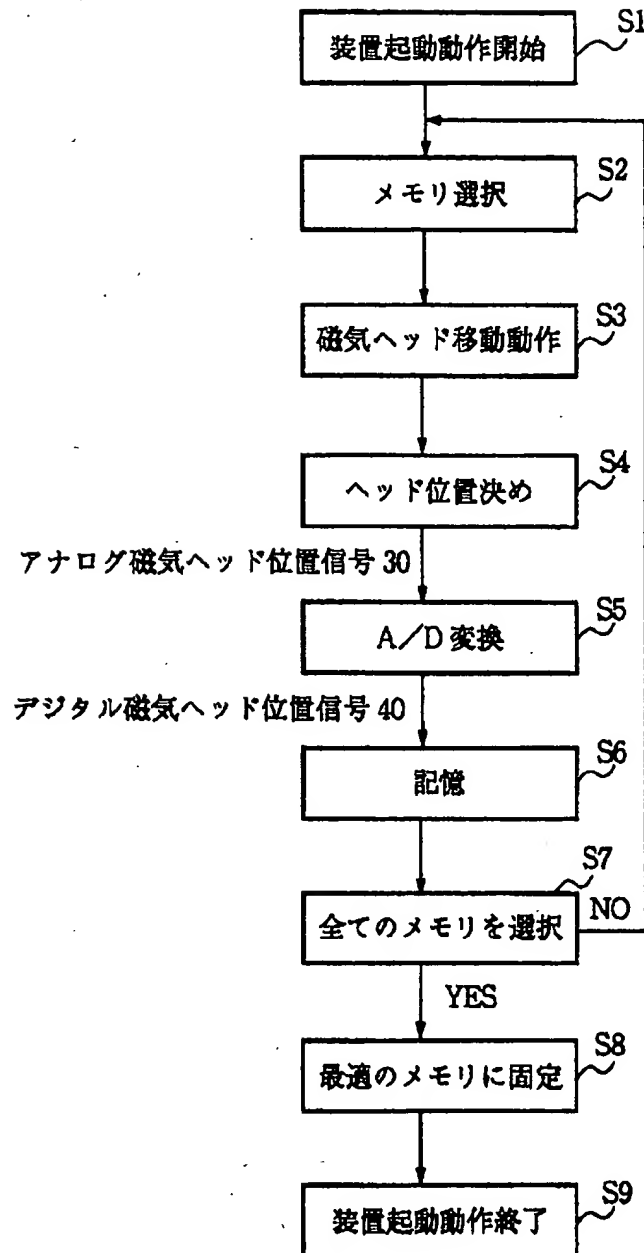 S1
装置起動動作開始
S2
メモリ選択
S3
磁気ヘッド移動動作
S4
ヘッド位置決め
アナログ磁気ヘッド位置信号 30
S5
A/D 変換
デジタル磁気ヘッド位置信号 40
S6
記憶
S7
全てのメモリを選択
NO
YES
S8
最適のメモリに固定
S9
装置起動動作終了